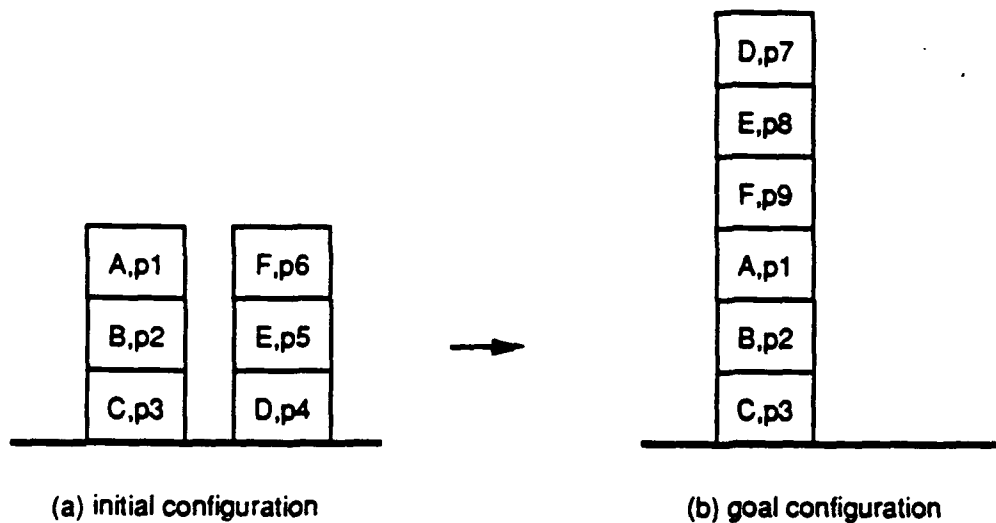 D,p7
E,p8
F,p9
A,p1
F,p6
A,p1
B,p2
E,p5
B,p2
C,p3
D,p4
C,p3
(a) initial configuration
(b) goal configuration